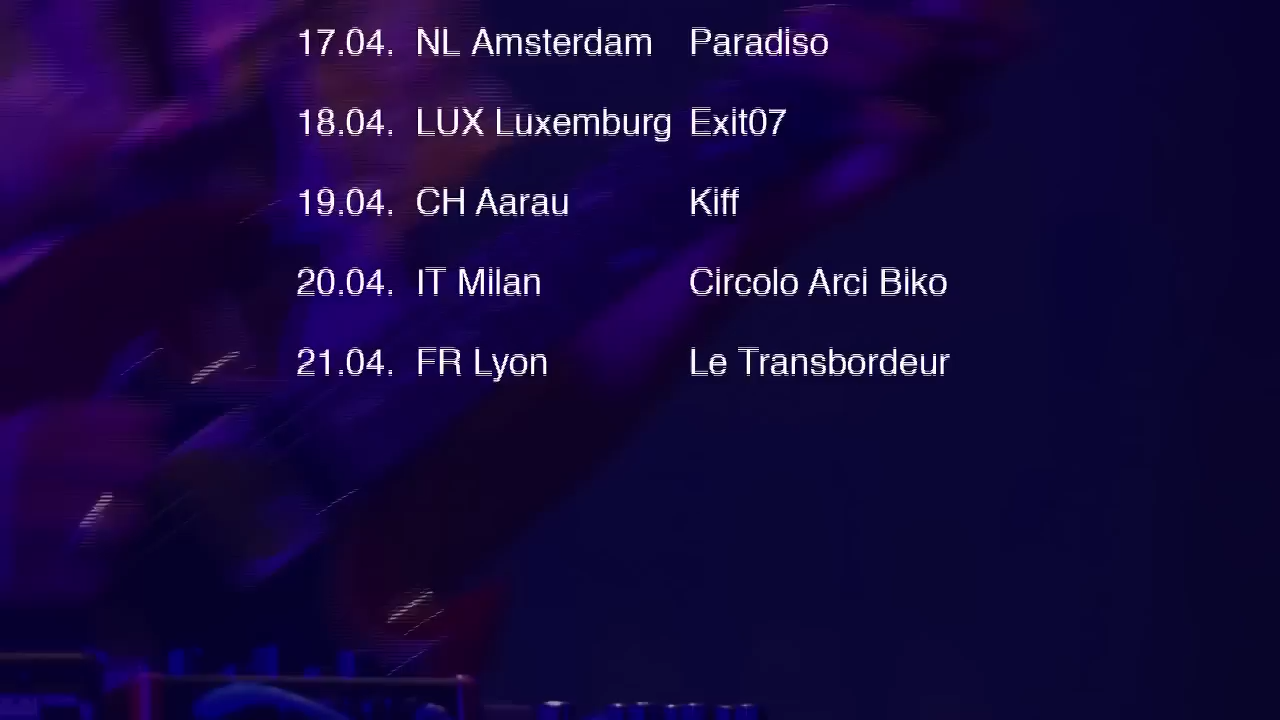 17.04. NL Amsterdam Paradiso
18.04. LUX Luxemburg Exit07
19.04. CH Aarau Kiff
20.04. IT Milan Circolo Arci Biko
21.04. FR Lyon Le Transbordeur